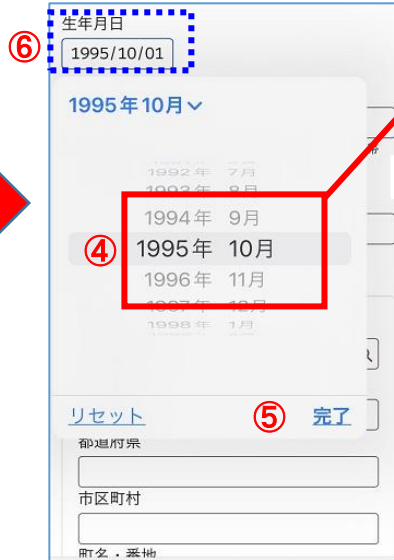 生年月日
⑥ 1995/10/01
1995年10月
1992年 7月
1993年 8月
1994年 9月
④ 1995年 10月
1996年 11月
1997年 12月
1998年 1月
リセット ⑤ 完了
都道府県
市区町村
町名・番地